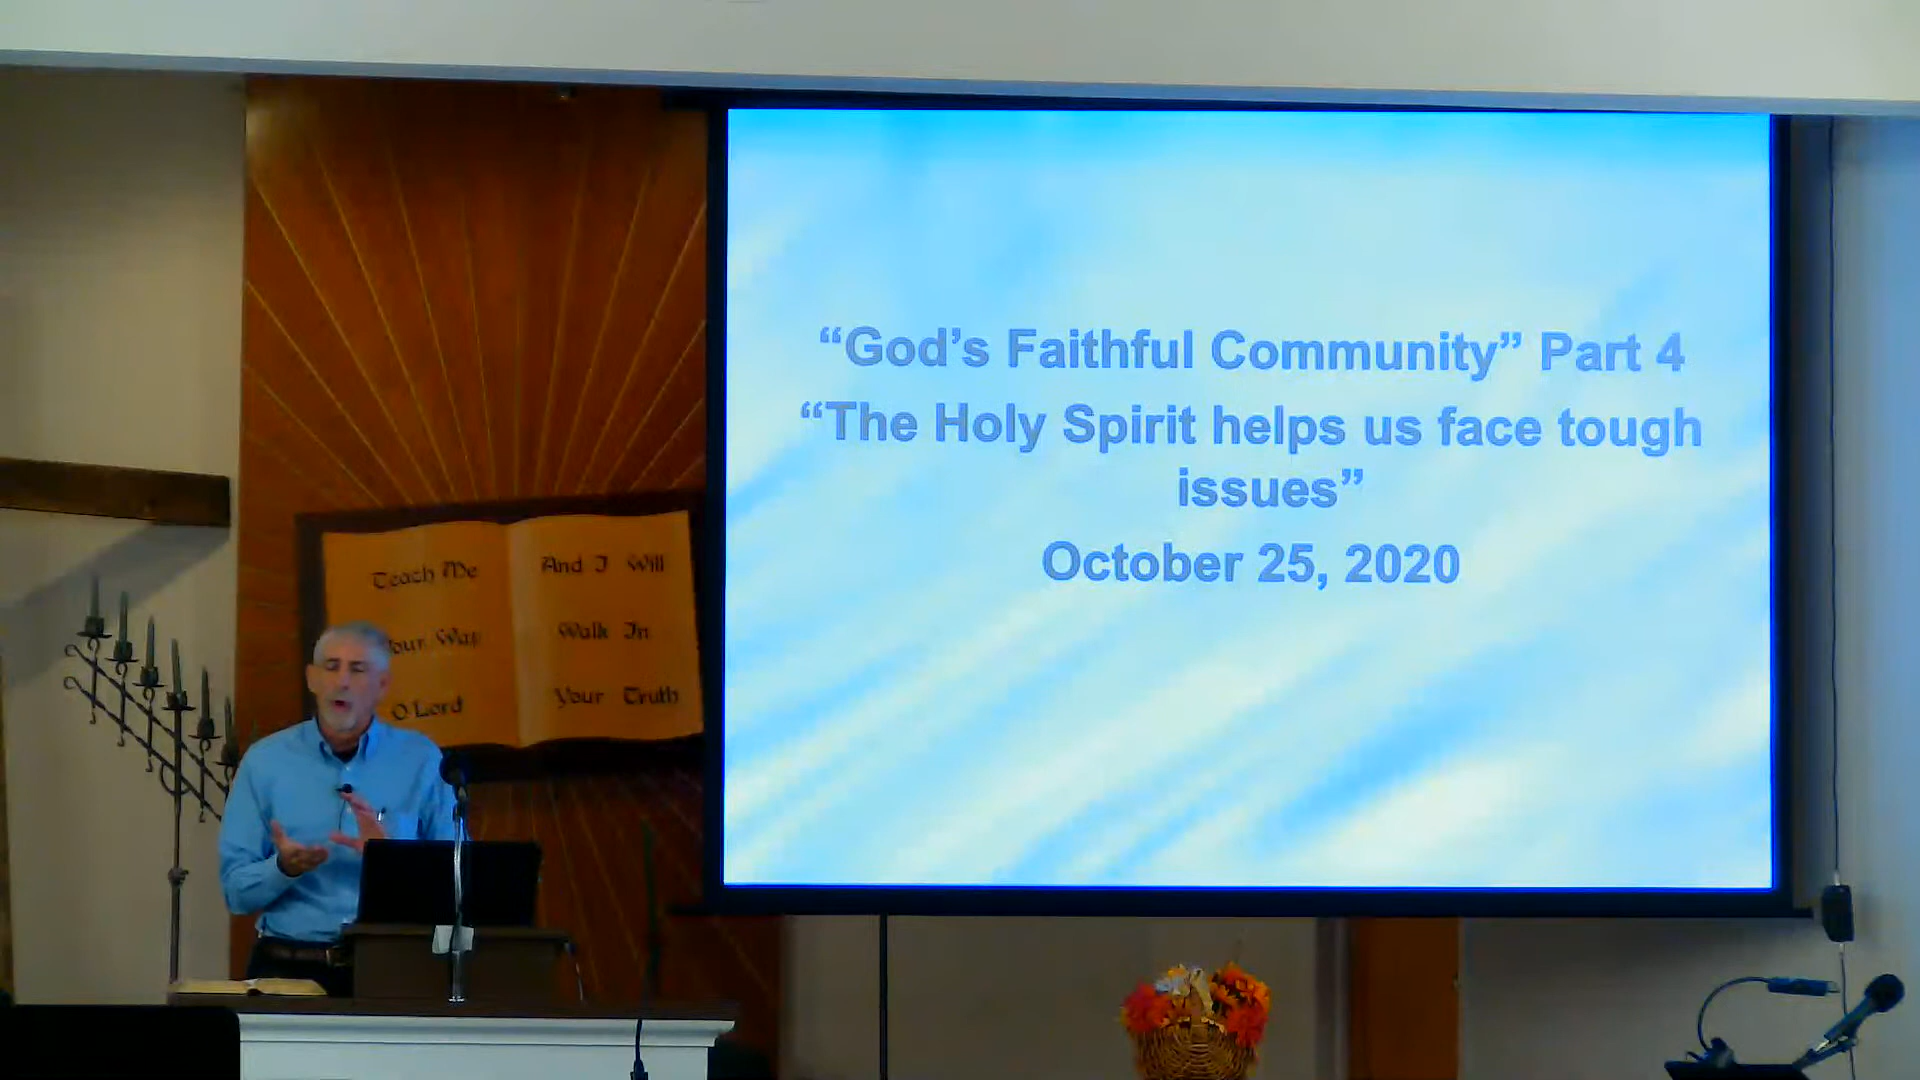 “God’s Faithful Community” Part 4
“The Holy Spirit helps us face tough
issues”
October 25, 2020
Teach Me
Your Way
O Lord
And I Will
Walk In
Your Truth